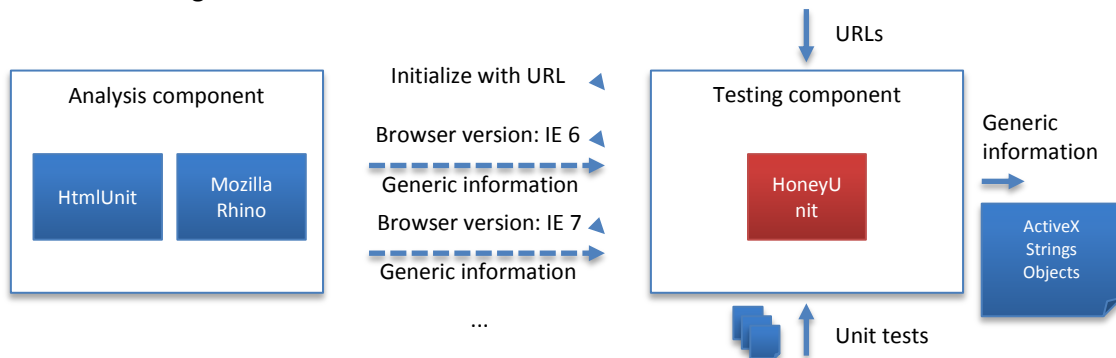 URLs
Analysis component
HtmlUnit
Mozilla
Rhino
Initialize with URL
Browser version: IE 6
Generic information
Browser version: IE 7
Generic information
...
Testing component
HoneyU
nit
Unit tests
Generic
information
ActiveX
Strings
Objects